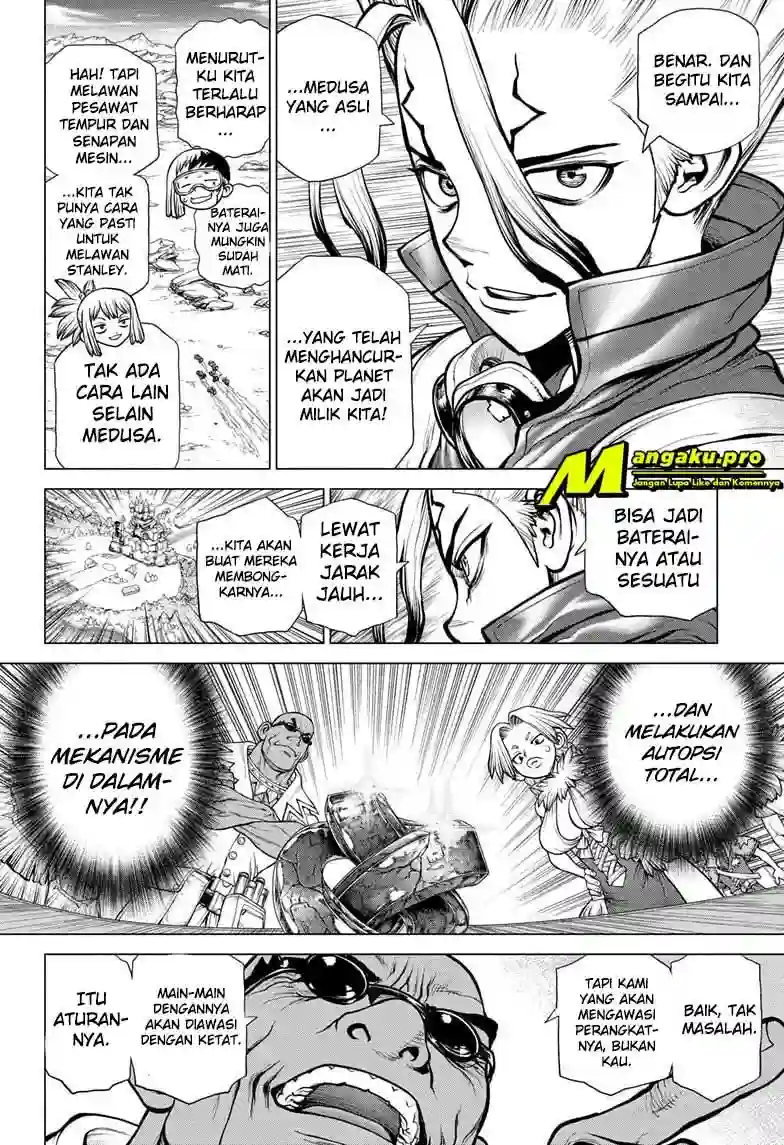 BENAR. DAN
BEGITU KITA
SAMPAI...
...MEDUSA
YANG ASLI
...
...YANG TELAH
MENGHANCUR-
KAN PLANET
AKAN JADI
MILIK KITA!
MENURUT-
KU KITA
TERLALU
BERHARAP
...
BATERAI-
NYA JUGA
MUNGKIN
SUDAH
MATI.
HAH! TAPI
MELAWAN
PESAWAT
TEMPUR DAN
SENAPAN
MESIN...
...KITA TAK
PUNYA CARA
YANG PASTI
UNTUK
MELAWAN
STANLEY.
TAK ADA
CARA LAIN
SELAIN
MEDUSA.
Mangaku.pro
Jangan Lupa Like dan Komennya
BISA JADI
BATERAI-
NYA ATAU
SESUATU
LEWAT
KERJA
JARAK
JAUH...
...KITA AKAN
BUAT MEREKA
MEMBONG-
KARNYA...
...DAN
MELAKUKAN
AUTOPSI
TOTAL...
...PADA
MEKANISME
DI DALAM-
NYA!!
BAIK, TAK
MASALAH.
TAPI KAMI
YANG AKAN
MENGAWASI
PERANGKAT-
NYA, BUKAN
KAU.
MAIN-MAIN
DENGANNYA
AKAN DIAWASI
DENGAN KETAT.
ITU
ATURAN-
NYA.